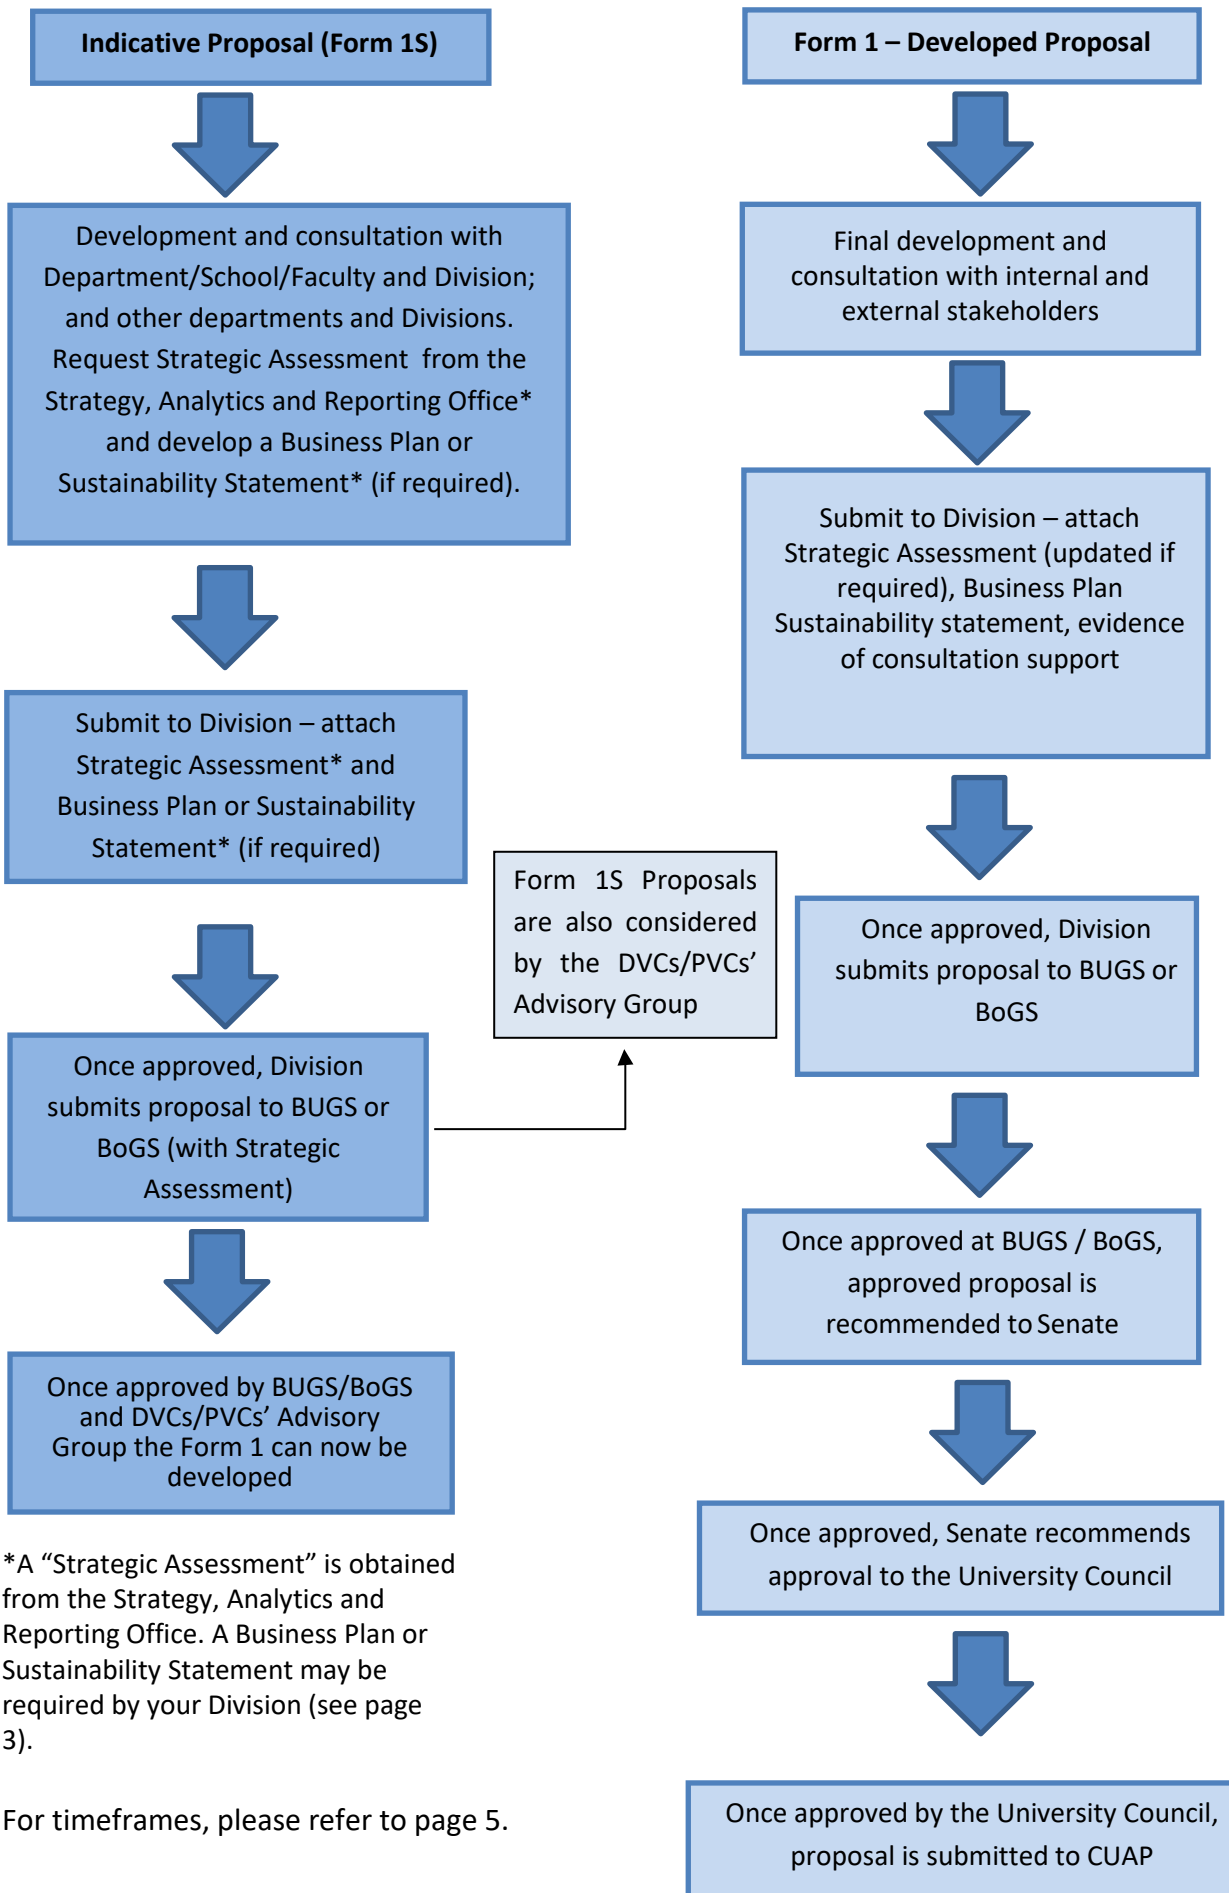 Indicative Proposal (Form 1S)
Development and consultation with
Department/School/Faculty and Division;
and other departments and Divisions.
Request Strategic Assessment from the
Strategy, Analytics and Reporting Office*
and develop a Business Plan or
Sustainability Statement* (if required).
Submit to Division – attach
Strategic Assessment* and
Business Plan or Sustainability
Statement* (if required)
Once approved, Division
submits proposal to BUGS or
BoGS (with Strategic
Assessment)
Form 1S Proposals
are also considered
by the DVCs/PVCs’
Advisory Group
Once approved by BUGS/BoGS
and DVCs/PVCs’ Advisory
Group the Form 1 can now be
developed
*A “Strategic Assessment” is obtained
from the Strategy, Analytics and
Reporting Office. A Business Plan or
Sustainability Statement may be
required by your Division (see page
3).
For timeframes, please refer to page 5.
Form 1 – Developed Proposal
Final development and
consultation with internal and
external stakeholders
Submit to Division – attach
Strategic Assessment (updated if
required), Business Plan
Sustainability statement, evidence
of consultation support
Once approved, Division
submits proposal to BUGS or
BoGS
Once approved at BUGS / BoGS,
approved proposal is
recommended to Senate
Once approved, Senate recommends
approval to the University Council
Once approved by the University Council,
proposal is submitted to CUAP